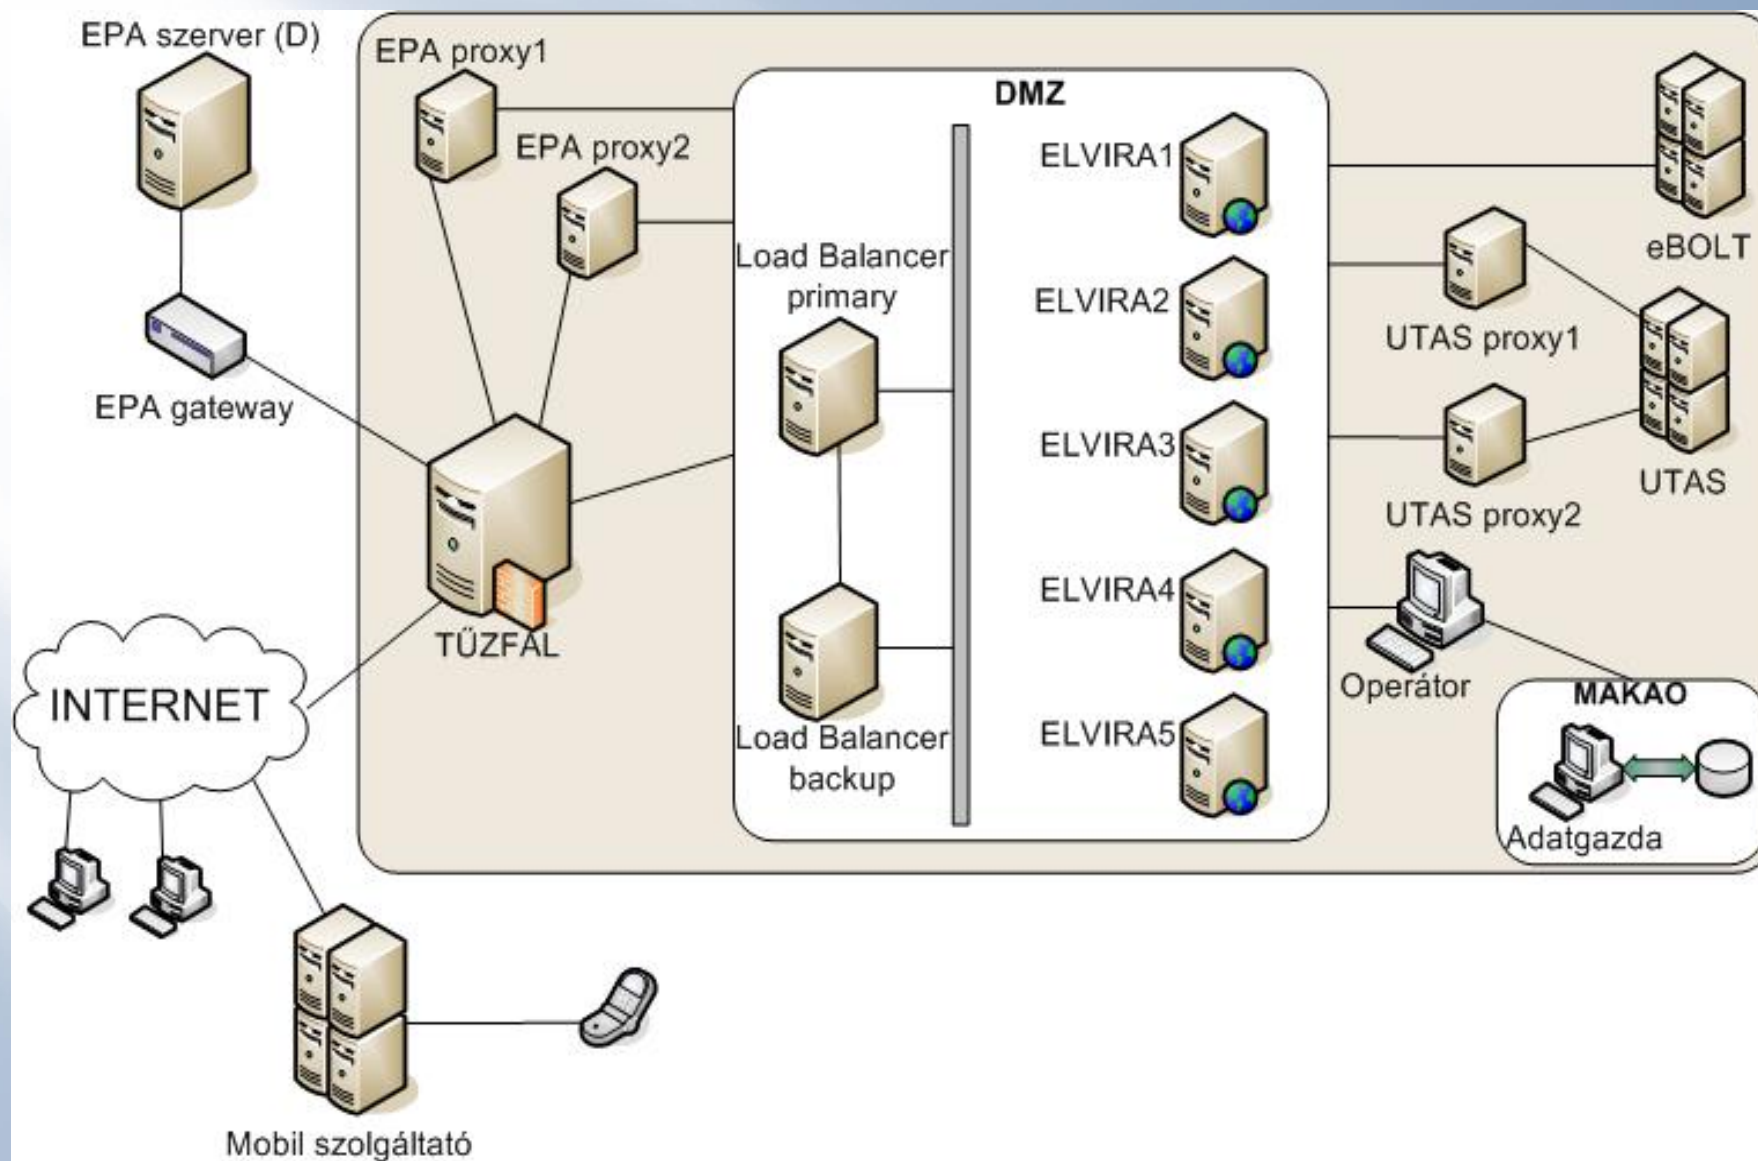 EPA szerver (D)
EPA proxy1
DMZ
EPA proxy2
ELVIRA1
eBOLT
Load Balancer
primary
ELVIRA2
UTAS proxy1
EPA gateway
ELVIRA3
UTAS
UTAS proxy2
TŰZFAL
ELVIRA4
INTERNET
Operátor
MAKAO
Load Balancer
backup
ELVIRA5
Adatgazda
Mobil szolgáltató